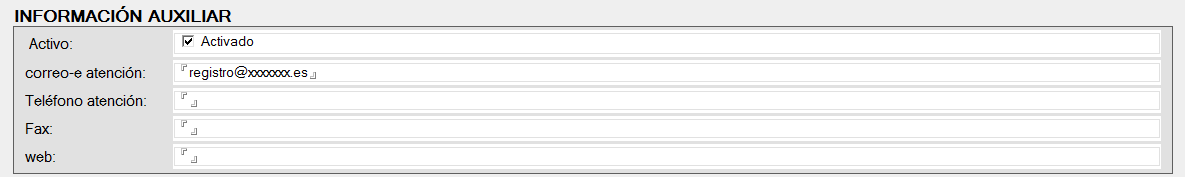 INFORMACIÓN AUXILIAR
Activo: Activado
correo-e atención: registro@xxxxxxx.es
Teléfono atención:
Fax:
web: